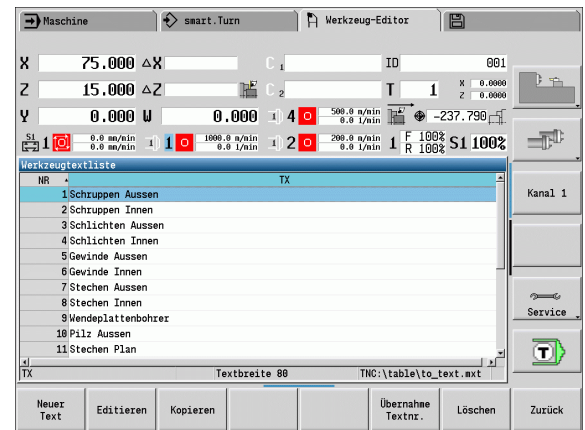 Maschine smart.Turn Werkzeug-Editor
X 75.000 ΔX C 1 ID 001
Z 15.000 ΔZ C 2 T 1 X 0.0000
Z 0.0000
Y 0.000 W 0.000 4 500.0 m/min
0.0 1/min -237.790
S1 1 0.0 mm/min
0.0 mm/min 1 1000.0 m/min
0.0 1/min 2 200.0 m/min
0.0 1/min 1 F 100%
R 100% S1 100%
Werkzeugtextliste
NR TX
1 Schruppen Aussen
2 Schruppen Innen
3 Schlichten Aussen
4 Schlichten Innen
5 Gewinde Aussen
6 Gewinde Innen
7 Stechen Aussen
8 Stechen Innen
9 Wendeplattenbohrer
10 Pilz Aussen
11 Stechen Plan
TX Textbreite 80 TNC:\table\to_text.mxt
Kanal 1
Service
T
Neuer
Text
Editieren
Kopieren
Übernahme
Textnr.
Löschen
Zurück